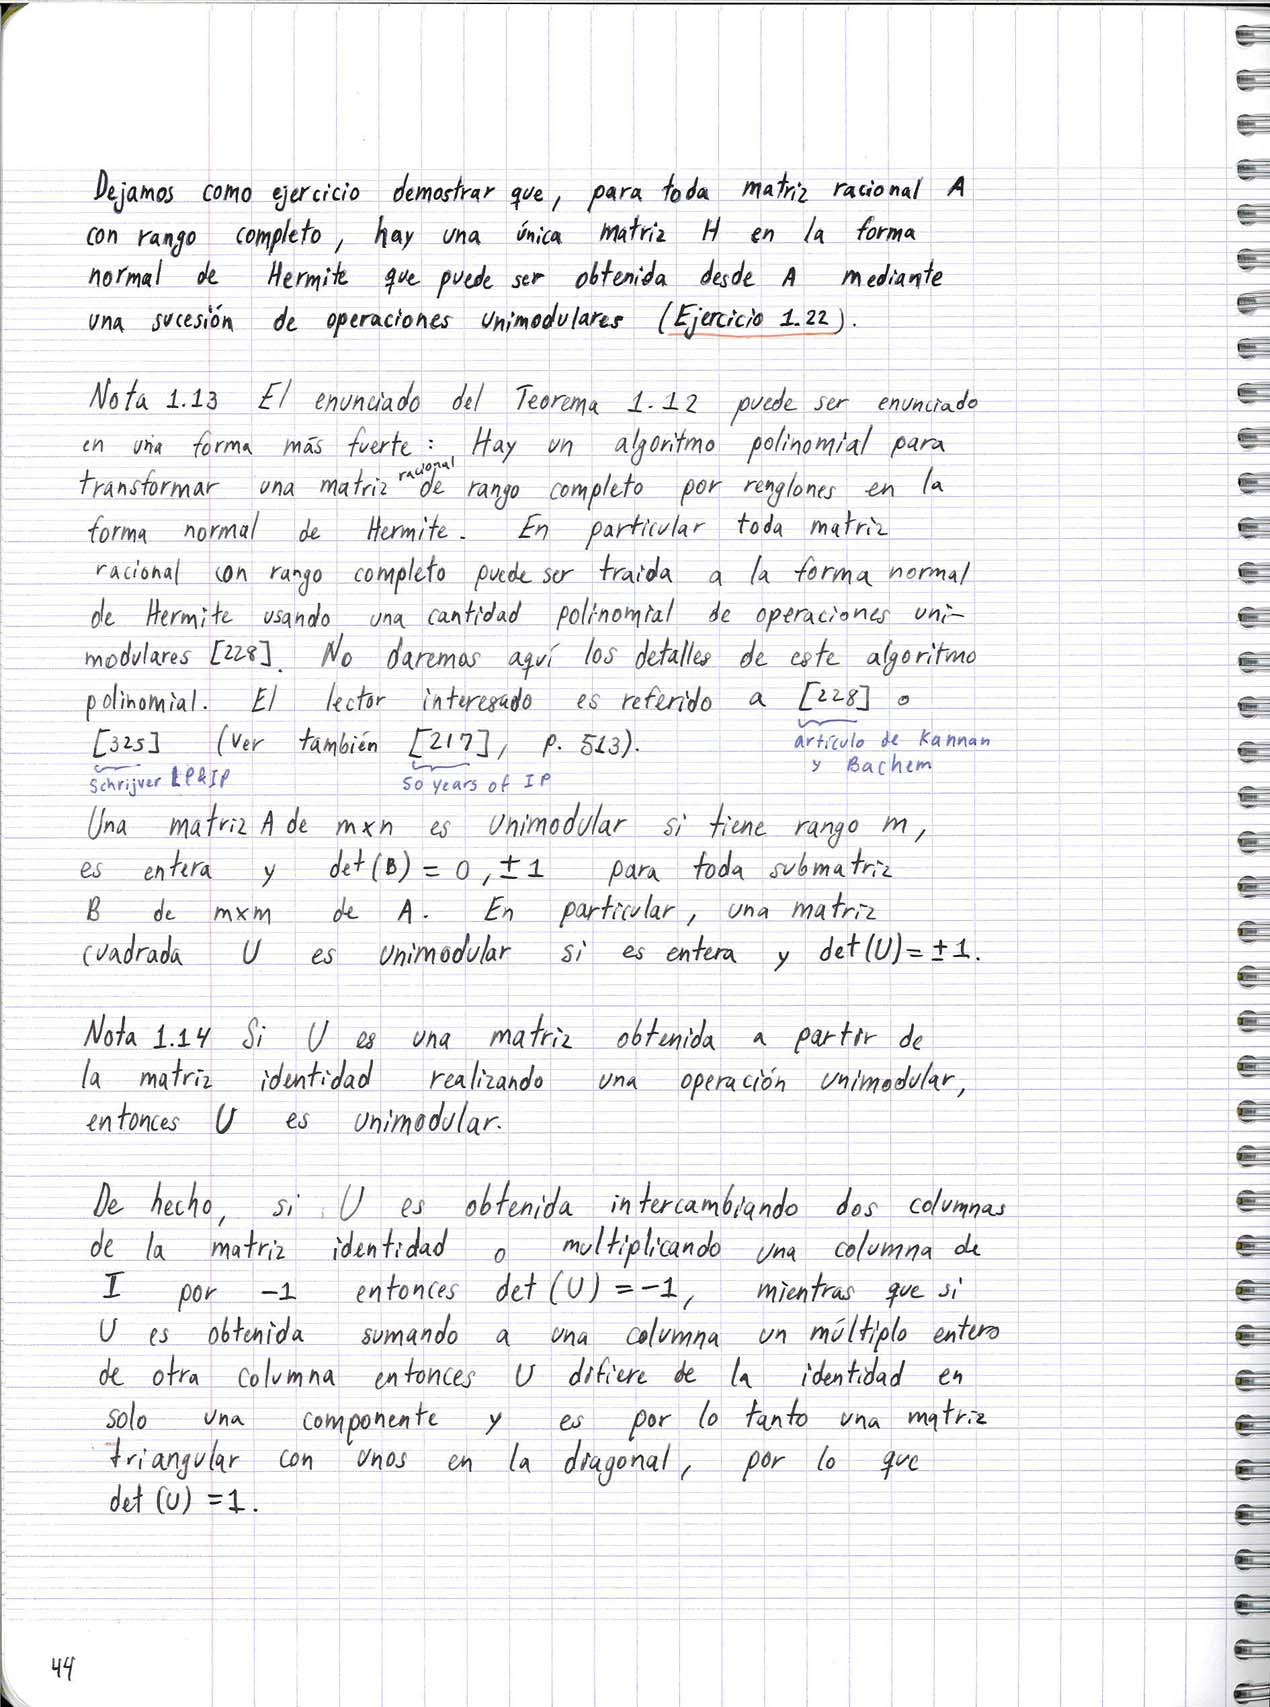 Dejamos como ejercicio demostrar que, para toda matriz racional A
con rango completo, hay una única matriz H en la forma
normal de Hermite que puede ser obtenida desde A mediante
una sucesión de operaciones unimodulares (Ejercicio 1.22).
Nota 1.13 El enunciado del Teorema 1.12 puede ser enunciado
en una forma más fuerte: Hay un algoritmo polinomial para
transformar una matriz racional de rango completo por renglones en la
forma normal de Hermite. En particular toda matriz
racional con rango completo puede ser traida a la forma normal
de Hermite usando una cantidad polinomial de operaciones uni-
modulares [228]. No daremos aquí los detalles de este algoritmo
polinomial. El lector interesado es referido a [228] o
[325] (ver también [217], p. 513).
artículo de Kannan
y Bachem
Schrijver LP&IP
50 years of IP
Una matriz A de m×n es unimodular si tiene rango m,
es entera y det(B) = 0, ±1 para toda submatriz
B de m×m de A. En particular, una matriz
cuadrada U es unimodular si es entera y det(U) = ±1.
Nota 1.14 Si U es una matriz obtenida a partir de
la matriz identidad realizando una operación unimodular,
entonces U es unimodular.
De hecho, si U es obtenida intercambiando dos columnas
de la matriz identidad o multiplicando una columna de
I por -1 entonces det(U) = -1, mientras que si
U es obtenida sumando a una columna un múltiplo entero
de otra columna entonces U difiere de la identidad en
solo una componente y es por lo tanto una matriz
triangular con unos en la diagonal, por lo que
det(U) = 1.
44